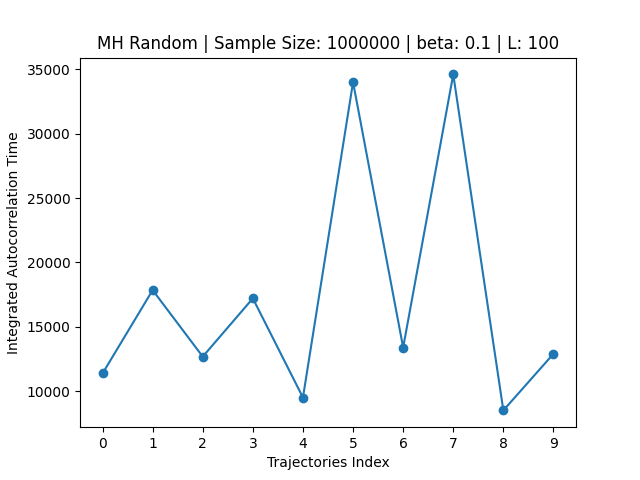 MH Random | Sample Size: 1000000 | beta: 0.1 | L: 100
Integrated Autocorrelation Time
35000
30000
25000
20000
15000
10000
0 1 2 3 4 5 6 7 8 9
Trajectories Index